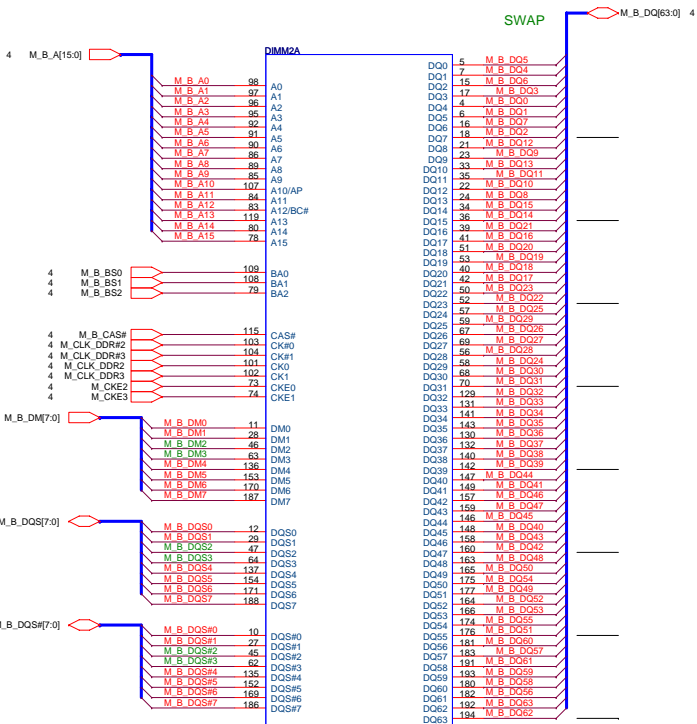 SWAP
M_B_DQ[63:0] 4
4 M_B_A[15:0]
DIMM2A
M_B_A0 98 A0
M_B_A1 97 A1
M_B_A2 96 A2
M_B_A3 95 A3
M_B_A4 92 A4
M_B_A5 91 A5
M_B_A6 90 A6
M_B_A7 86 A7
M_B_A8 89 A8
M_B_A9 85 A9
M_B_A10 107 A10/AP
M_B_A11 84 A11
M_B_A12 83 A12/BC#
M_B_A13 119 A13
M_B_A14 80 A14
M_B_A15 78 A15
4 M_B_BS0 109 BA0
4 M_B_BS1 108 BA1
4 M_B_BS2 79 BA2
4 M_B_CAS# 115 CAS#
4 M_CLK_DDR#2 103 CK#0
4 M_CLK_DDR#3 104 CK#1
4 M_CLK_DDR2 101 CK0
4 M_CLK_DDR3 102 CK1
4 M_CKE2 73 CKE0
4 M_CKE3 74 CKE1
M_B_DM[7:0]
M_B_DM0 11 DM0
M_B_DM1 28 DM1
M_B_DM2 46 DM2
M_B_DM3 63 DM3
M_B_DM4 136 DM4
M_B_DM5 153 DM5
M_B_DM6 170 DM6
M_B_DM7 187 DM7
M_B_DQS[7:0]
M_B_DQS0 12 DQS0
M_B_DQS1 29 DQS1
M_B_DQS2 47 DQS2
M_B_DQS3 64 DQS3
M_B_DQS4 137 DQS4
M_B_DQS5 154 DQS5
M_B_DQS6 171 DQS6
M_B_DQS7 188 DQS7
M_B_DQS#[7:0]
M_B_DQS#0 10 DQS#0
M_B_DQS#1 27 DQS#1
M_B_DQS#2 45 DQS#2
M_B_DQS#3 62 DQS#3
M_B_DQS#4 135 DQS#4
M_B_DQS#5 152 DQS#5
M_B_DQS#6 169 DQS#6
M_B_DQS#7 186 DQS#7
DQ0 5 M_B_DQ5
DQ1 7 M_B_DQ4
DQ2 15 M_B_DQ6
DQ3 17 M_B_DQ3
DQ4 4 M_B_DQ0
DQ5 6 M_B_DQ1
DQ6 16 M_B_DQ7
DQ7 18 M_B_DQ2
DQ8 21 M_B_DQ12
DQ9 23 M_B_DQ9
DQ10 33 M_B_DQ13
DQ11 35 M_B_DQ11
DQ12 22 M_B_DQ10
DQ13 24 M_B_DQ8
DQ14 34 M_B_DQ15
DQ15 36 M_B_DQ14
DQ16 39 M_B_DQ21
DQ17 41 M_B_DQ16
DQ18 51 M_B_DQ20
DQ19 53 M_B_DQ19
DQ20 40 M_B_DQ18
DQ21 42 M_B_DQ17
DQ22 50 M_B_DQ23
DQ23 52 M_B_DQ22
DQ24 57 M_B_DQ25
DQ25 59 M_B_DQ29
DQ26 67 M_B_DQ26
DQ27 69 M_B_DQ27
DQ28 56 M_B_DQ28
DQ29 58 M_B_DQ24
DQ30 68 M_B_DQ30
DQ31 70 M_B_DQ31
DQ32 129 M_B_DQ32
DQ33 131 M_B_DQ33
DQ34 141 M_B_DQ34
DQ35 143 M_B_DQ35
DQ36 130 M_B_DQ36
DQ37 132 M_B_DQ37
DQ38 140 M_B_DQ38
DQ39 142 M_B_DQ39
DQ40 147 M_B_DQ44
DQ41 149 M_B_DQ41
DQ42 157 M_B_DQ46
DQ43 159 M_B_DQ47
DQ44 146 M_B_DQ45
DQ45 148 M_B_DQ40
DQ46 158 M_B_DQ43
DQ47 160 M_B_DQ42
DQ48 163 M_B_DQ48
DQ49 165 M_B_DQ50
DQ50 175 M_B_DQ54
DQ51 177 M_B_DQ49
DQ52 164 M_B_DQ52
DQ53 166 M_B_DQ53
DQ54 174 M_B_DQ55
DQ55 176 M_B_DQ51
DQ56 181 M_B_DQ60
DQ57 183 M_B_DQ57
DQ58 191 M_B_DQ61
DQ59 193 M_B_DQ59
DQ60 180 M_B_DQ58
DQ61 182 M_B_DQ56
DQ62 192 M_B_DQ63
DQ63 194 M_B_DQ62